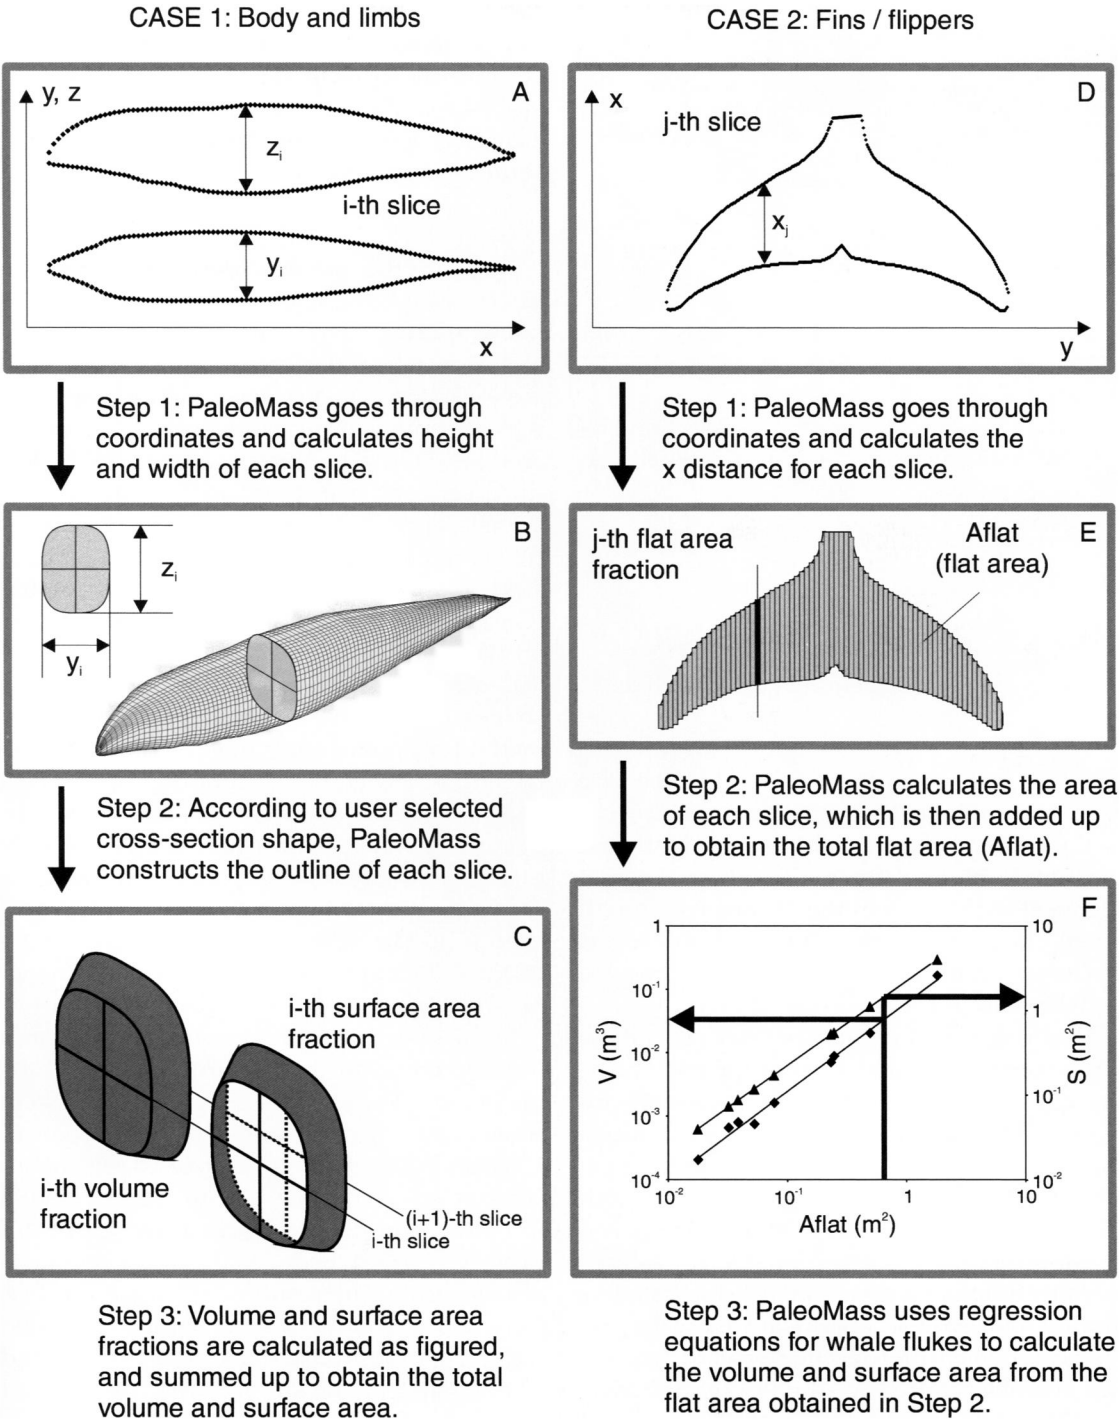 CASE 1: Body and limbs
y, z
A
z_i
i-th slice
y_i
x
Step 1: PaleoMass goes through
coordinates and calculates height
and width of each slice.
B
z_i
y_i
Step 2: According to user selected
cross-section shape, PaleoMass
constructs the outline of each slice.
C
i-th surface area
fraction
i-th volume
fraction
(i+1)-th slice
i-th slice
Step 3: Volume and surface area
fractions are calculated as figured,
and summed up to obtain the total
volume and surface area.
CASE 2: Fins / flippers
x
D
j-th slice
x_j
y
Step 1: PaleoMass goes through
coordinates and calculates the
x distance for each slice.
j-th flat area
fraction
Aflat
(flat area)
E
Step 2: PaleoMass calculates the area
of each slice, which is then added up
to obtain the total flat area (Aflat).
F
1
10⁻¹
10⁻²
10⁻³
10⁻⁴
V (m³)
10
1
10⁻¹
10⁻²
S (m²)
10⁻²
10⁻¹
1
10
Aflat (m²)
Step 3: PaleoMass uses regression
equations for whale flukes to calculate
the volume and surface area from the
flat area obtained in Step 2.